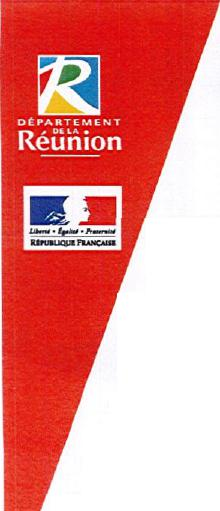 DÉPARTEMENT
DE LA
Réunion
Liberté • Égalité • Fraternité
RÉPUBLIQUE FRANÇAISE